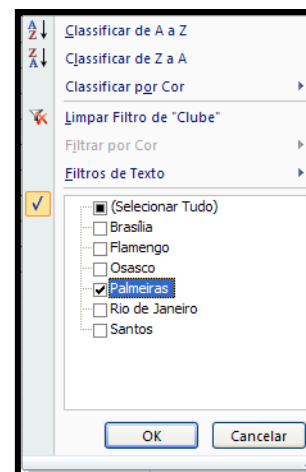 Classificar de A a Z
Classificar de Z a A
Classificar por Cor
Limpar Filtro de "Clube"
Filtrar por Cor
Filtros de Texto
(Selecionar Tudo)
Brasília
Flamengo
Osasco
Palmeiras
Rio de Janeiro
Santos
OK Cancelar